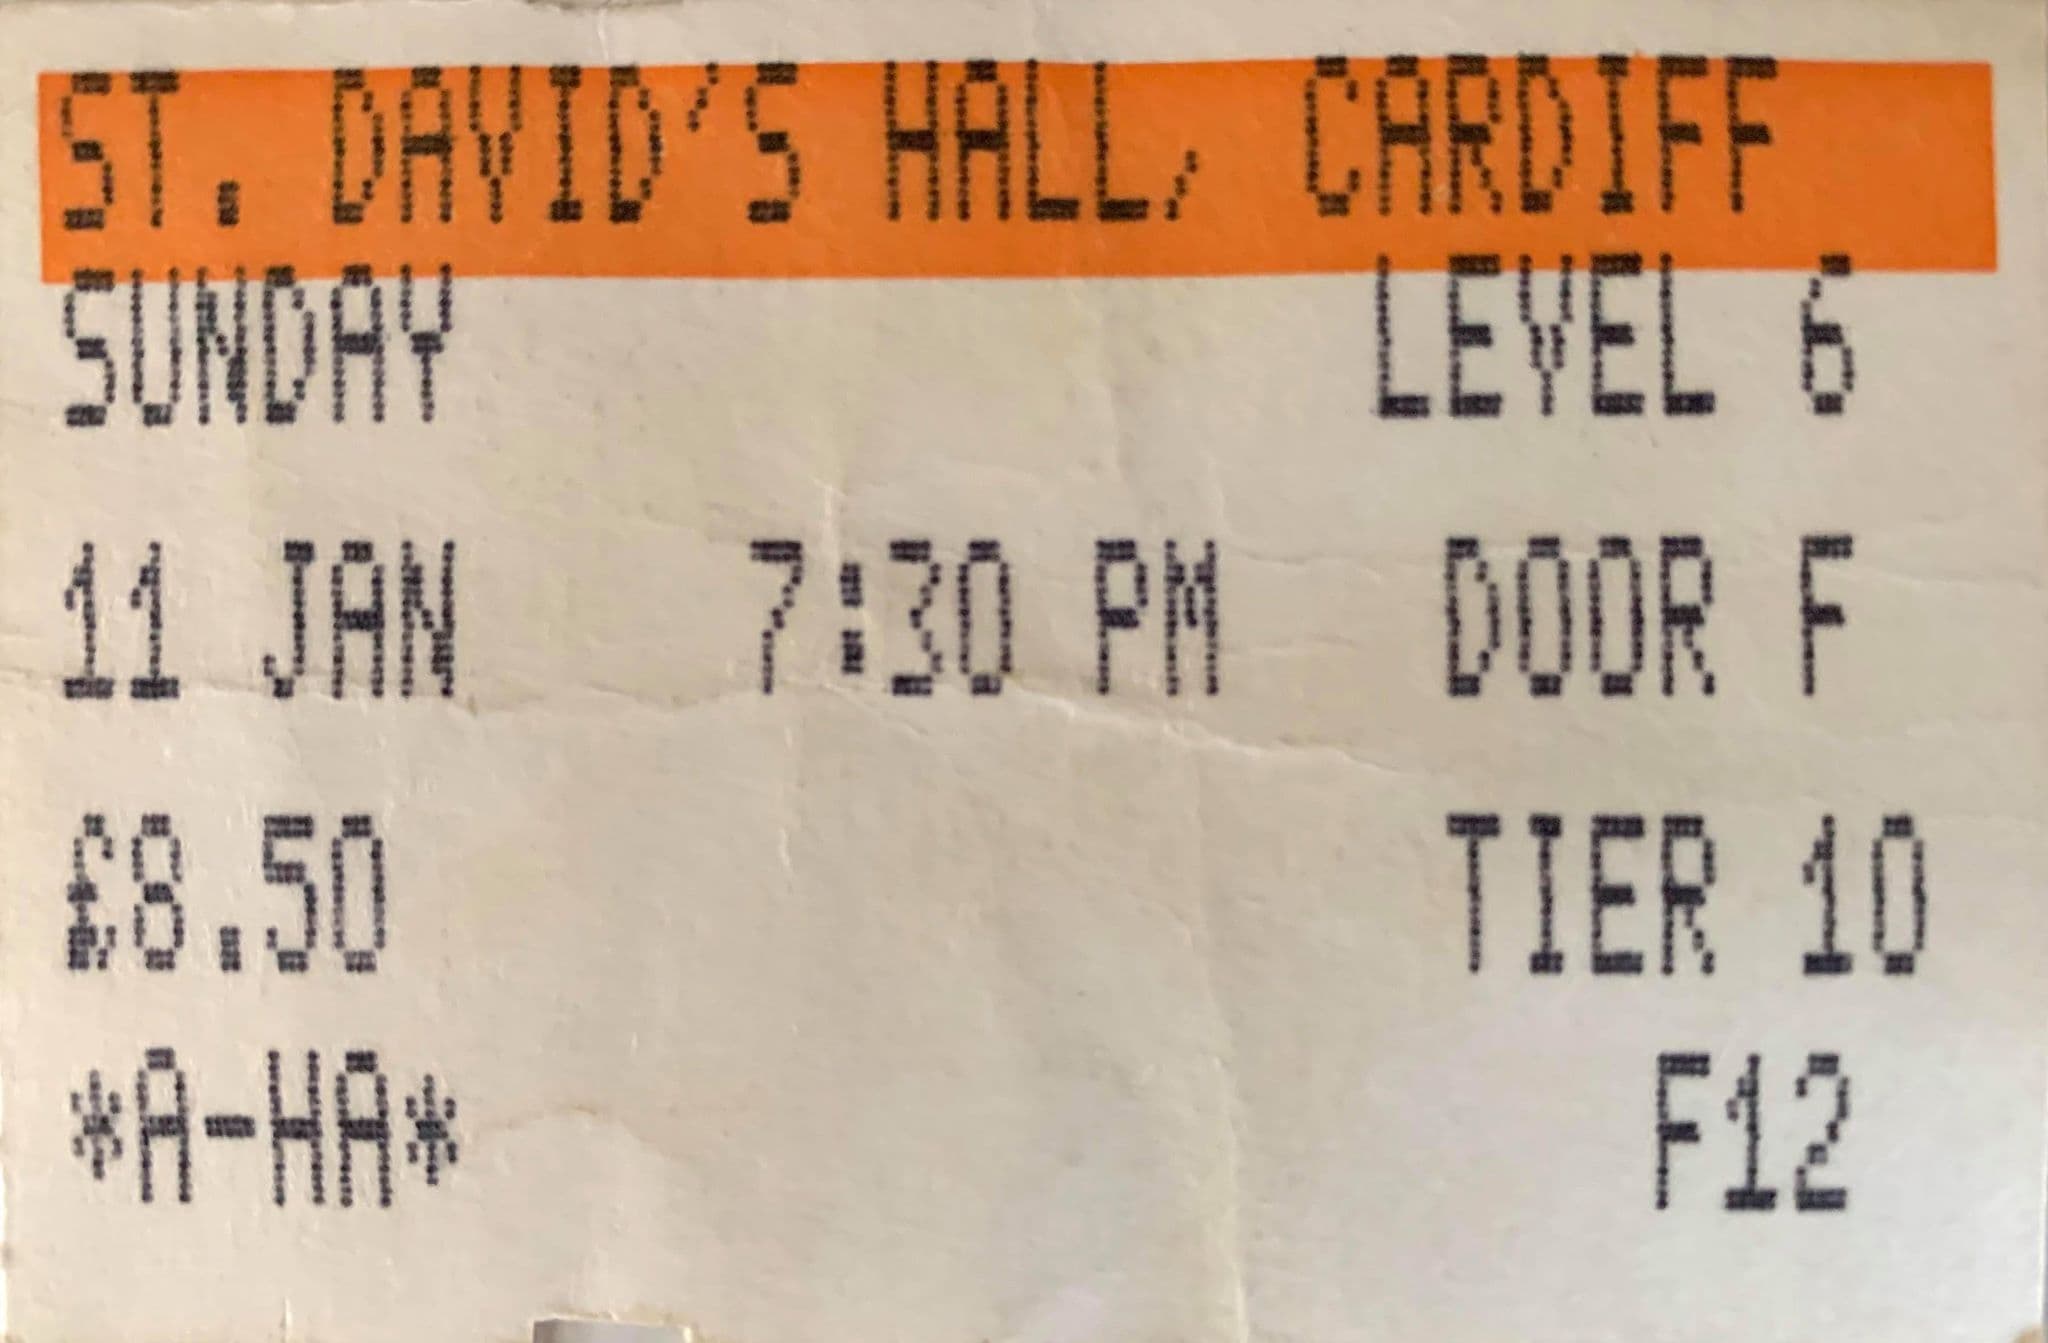 ST. DAVID'S HALL, CARDIFF
SUNDAY LEVEL 6
11 JAN 7:30 PM DOOR F
£8.50 TIER 10
*A-HA* F12